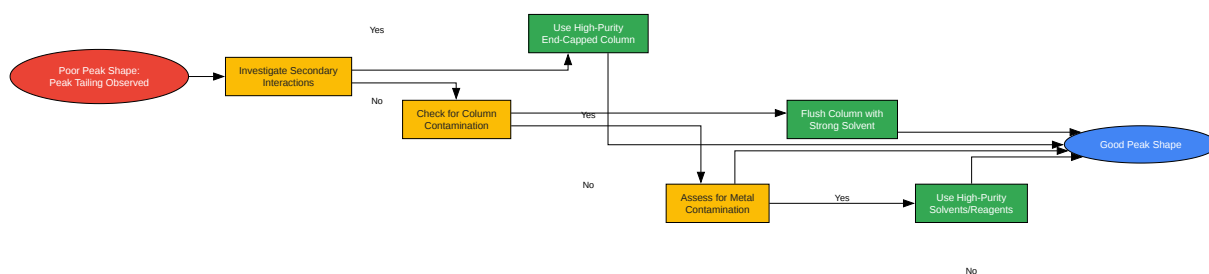 Poor Peak Shape:
Peak Tailing Observed
Investigate Secondary
Interactions
Yes
No
Use High-Purity
End-Capped Column
Check for Column
Contamination
Yes
No
Flush Column with
Strong Solvent
Assess for Metal
Contamination
Yes
No
Use High-Purity
Solvents/Reagents
Good Peak Shape